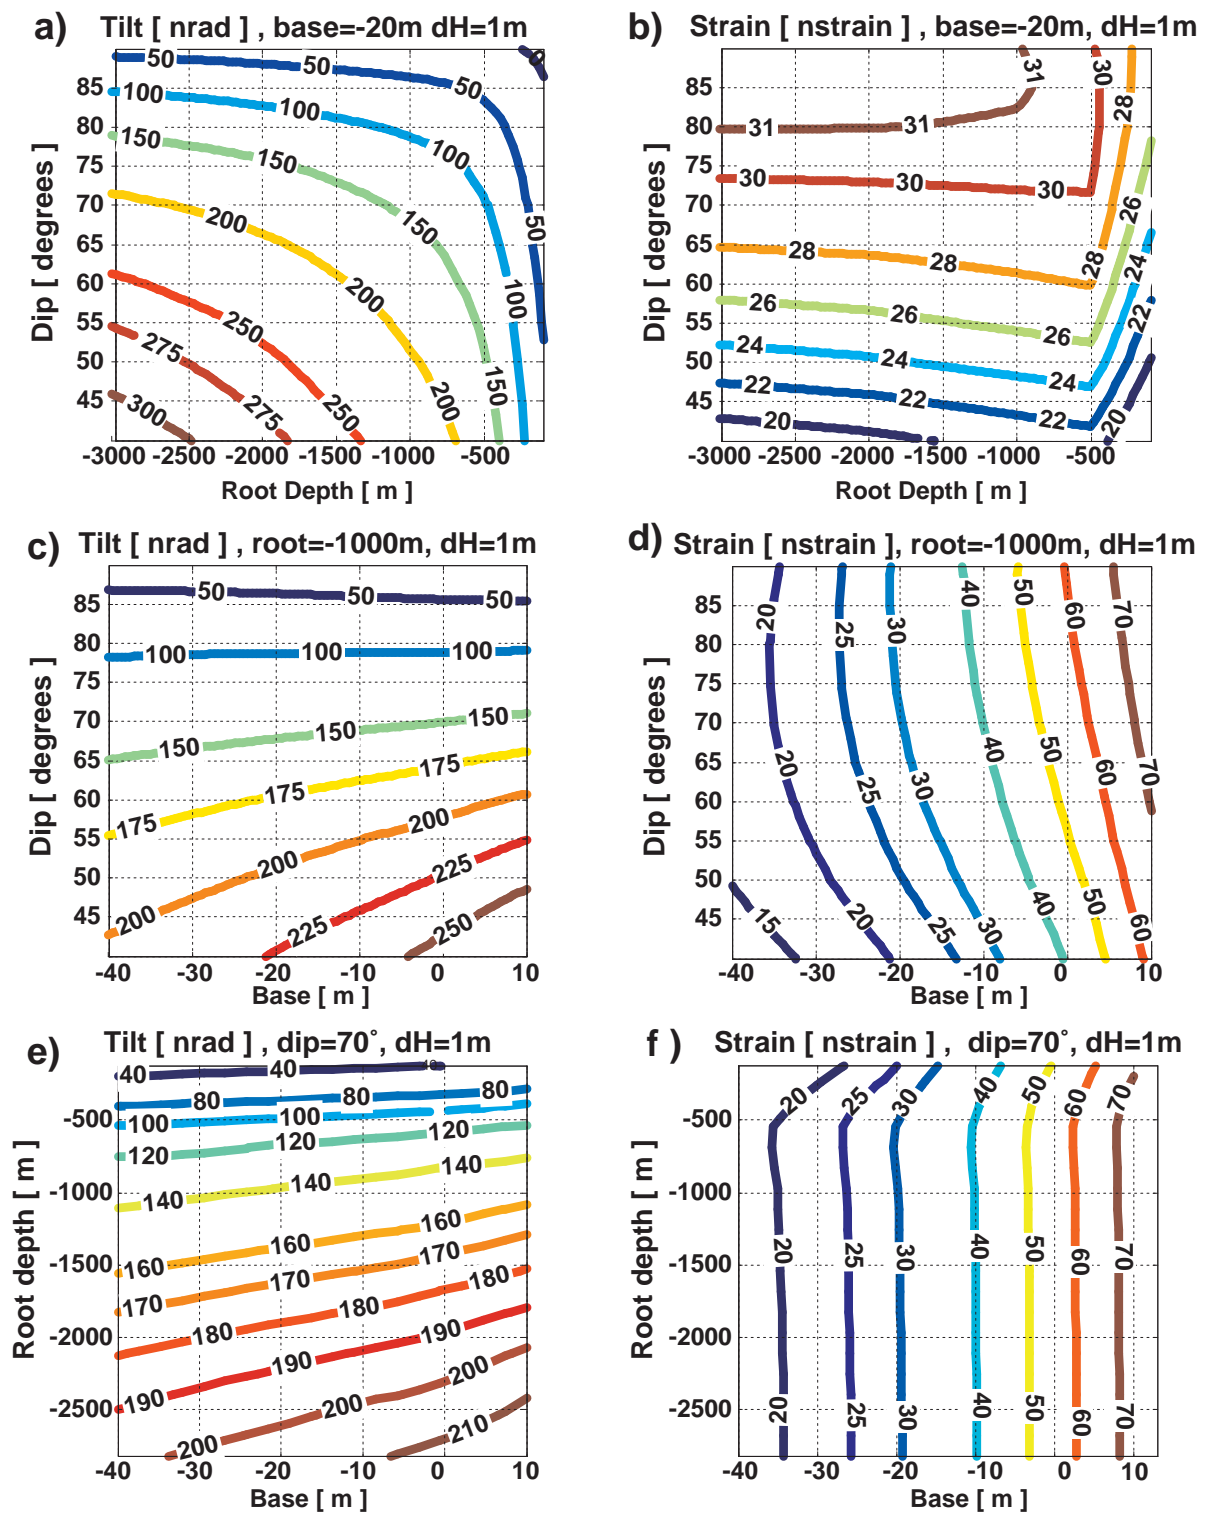 a) Tilt [ nrad ] , base=-20m dH=1m
50 50 50 0
100 100 100
150 150 150
200 200 200
250 250
275 275
300
50 100 150
85
80
75
70
65
60
55
50
45
Dip [ degrees ]
-3000 -2500 -2000 -1500 -1000 -500
Root Depth [ m ]
b) Strain [ nstrain ] , base=-20m, dH=1m
31 31 31 30 28
30 30 30
28 28 28
26 26 26 26
24 24 24 24
22 22 22 22
20 20
85
80
75
70
65
60
55
50
45
Dip [ degrees ]
-3000 -2500 -2000 -1500 -1000 -500
Root Depth [ m ]
c) Tilt [ nrad ] , root=-1000m, dH=1m
50 50 50
100 100 100
150 150 150
175 175 175
200 200 200
225 225
250
85
80
75
70
65
60
55
50
45
Dip [ degrees ]
-40 -30 -20 -10 0 10
Base [ m ]
d) Strain [ nstrain ], root=-1000m, dH=1m
20 25 30 40 50 60 70
20 25 30 40 50 60 70
15 20 25 30 40 50 60
85
80
75
70
65
60
55
50
45
Dip [ degrees ]
-40 -30 -20 -10 0 10
Base [ m ]
e) Tilt [ nrad ] , dip=70°, dH=1m
40 40
80 80 80
100 100
120 120 120
140 140 140
160 160 160
170 170 170
180 180 180
190 190 190
200 200 200
210
-500
-1000
-1500
-2000
-2500
Root depth [ m ]
-40 -30 -20 -10 0 10
Base [ m ]
f ) Strain [ nstrain ] , dip=70°, dH=1m
20 25 30 40 50 60 70
20 25 30 40 50 60 70
20 25 30 40 50 60 70
-500
-1000
-1500
-2000
-2500
Root depth [ m ]
-40 -30 -20 -10 0 10
Base [ m ]